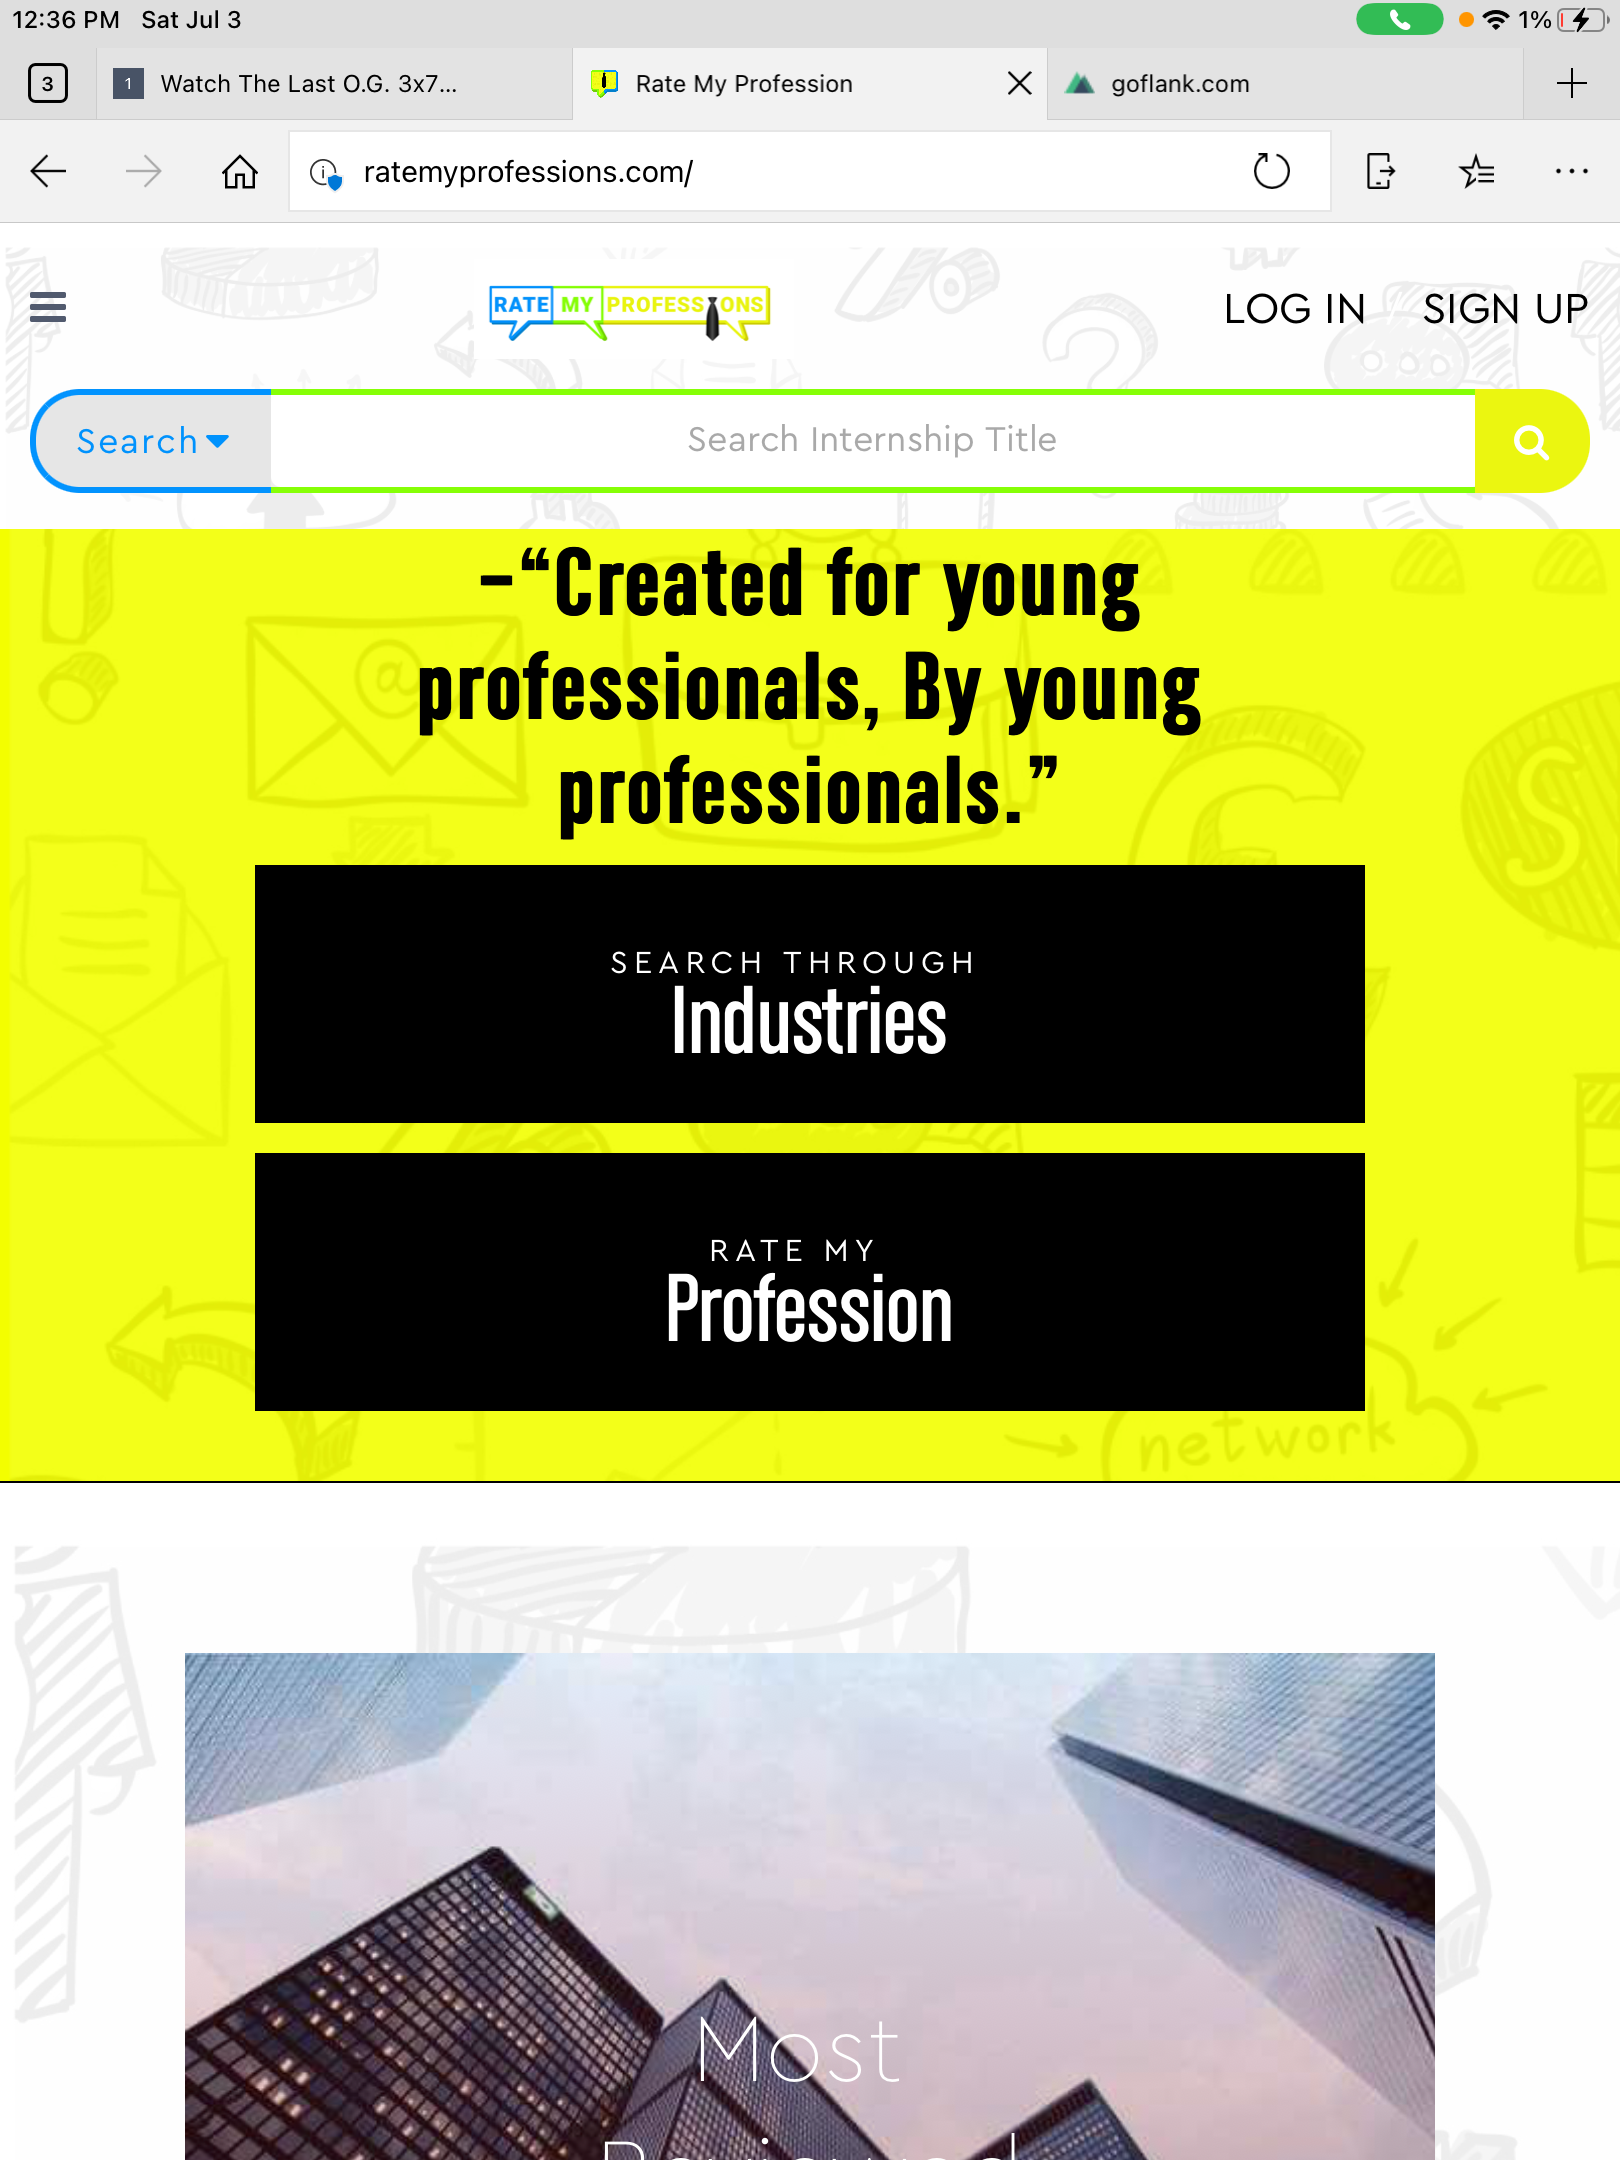 12:36 PM Sat Jul 3
1%
3
1 Watch The Last O.G. 3x7...
Rate My Profession
goflank.com
ratemyprofessions.com/
RATE MY PROFESSIONS
LOG IN
SIGN UP
Search
Search Internship Title
–“Created for young
professionals, By young
professionals.”
SEARCH THROUGH
Industries
RATE MY
Profession
network
Most
Reviewed